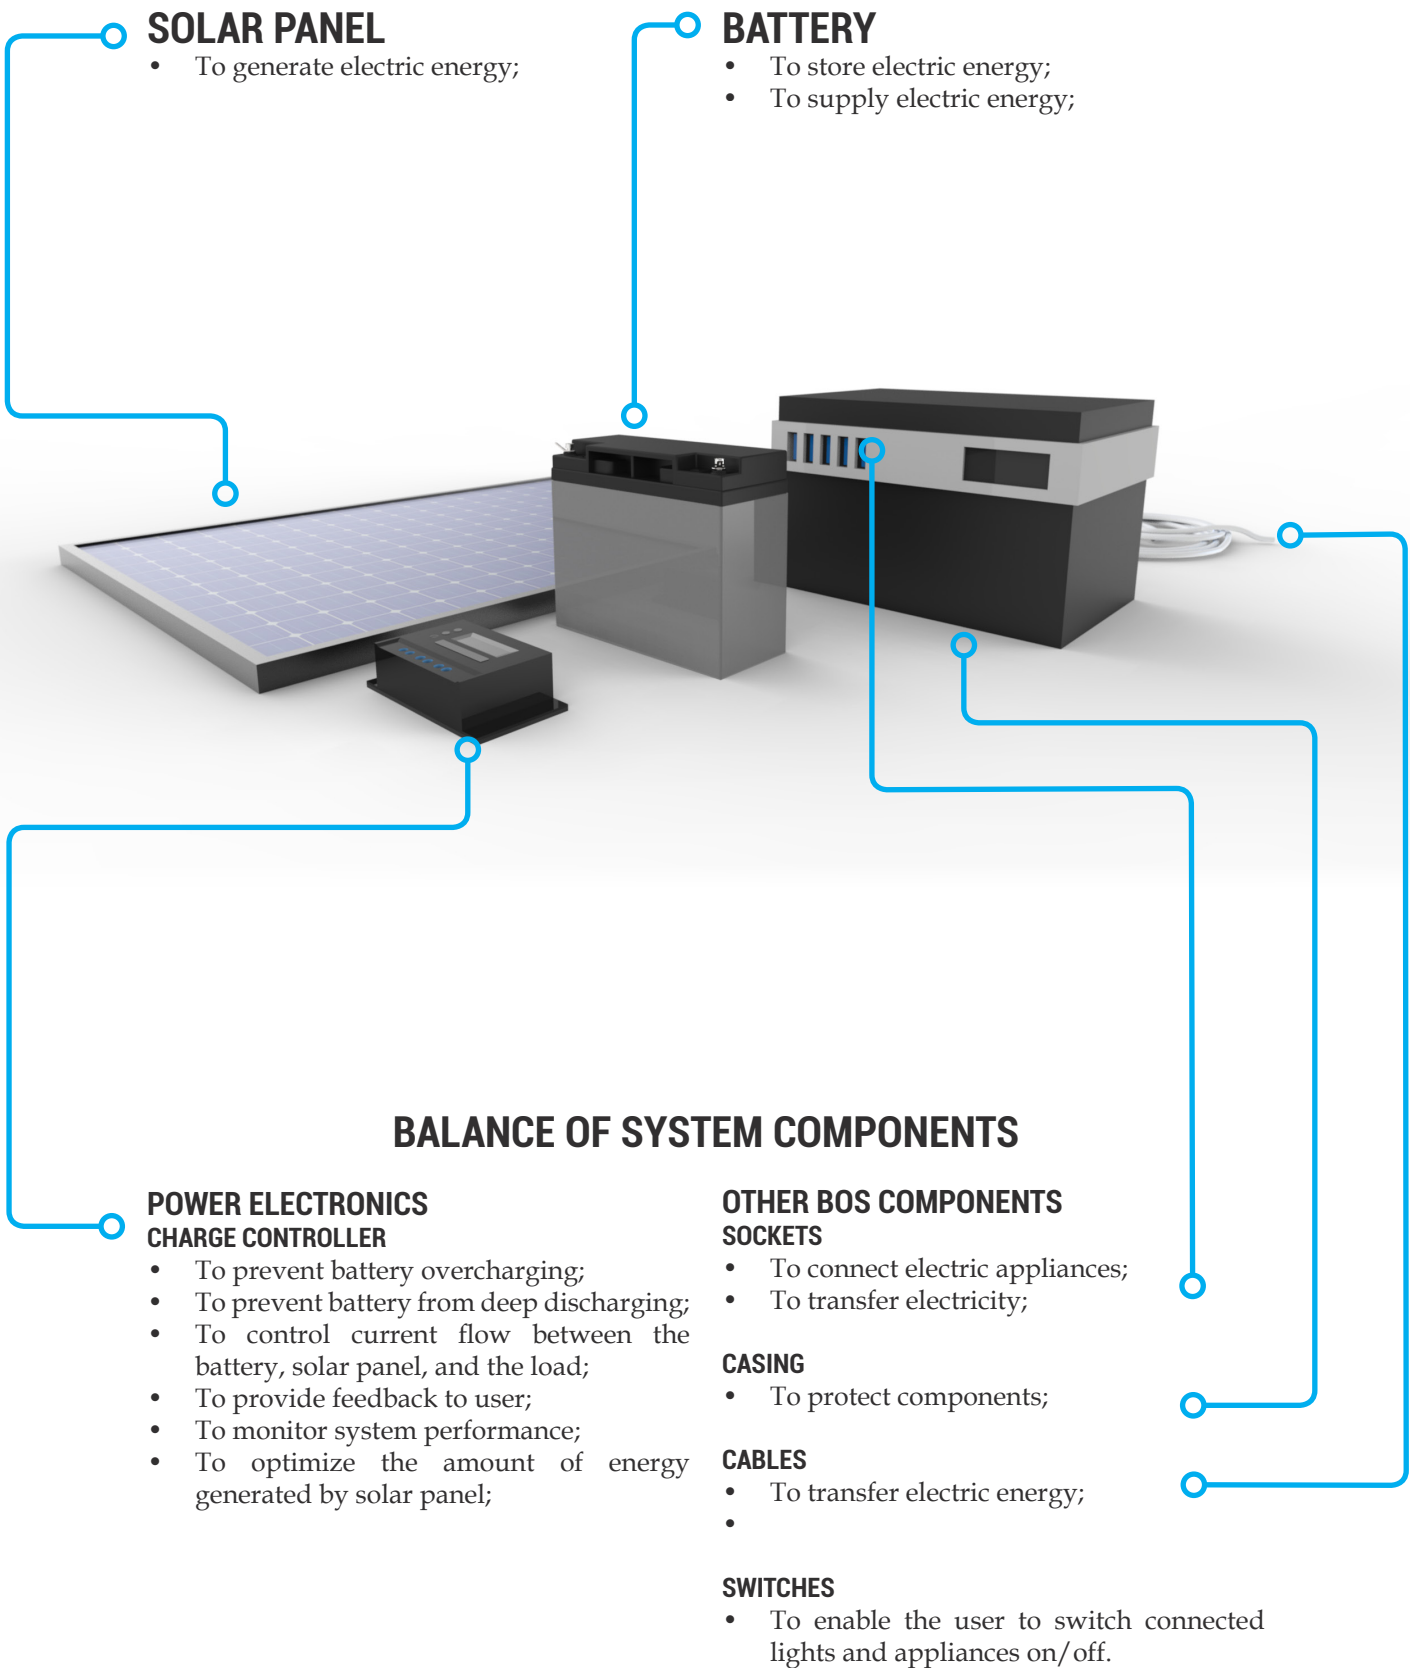 SOLAR PANEL
• To generate electric energy;
BATTERY
• To store electric energy;
• To supply electric energy;
BALANCE OF SYSTEM COMPONENTS
POWER ELECTRONICS
CHARGE CONTROLLER
• To prevent battery overcharging;
• To prevent battery from deep discharging;
• To control current flow between the
battery, solar panel, and the load;
• To provide feedback to user;
• To monitor system performance;
• To optimize the amount of energy
generated by solar panel;
OTHER BOS COMPONENTS
SOCKETS
• To connect electric appliances;
• To transfer electricity;
CASING
• To protect components;
CABLES
• To transfer electric energy;
•
SWITCHES
• To enable the user to switch connected
lights and appliances on/off.